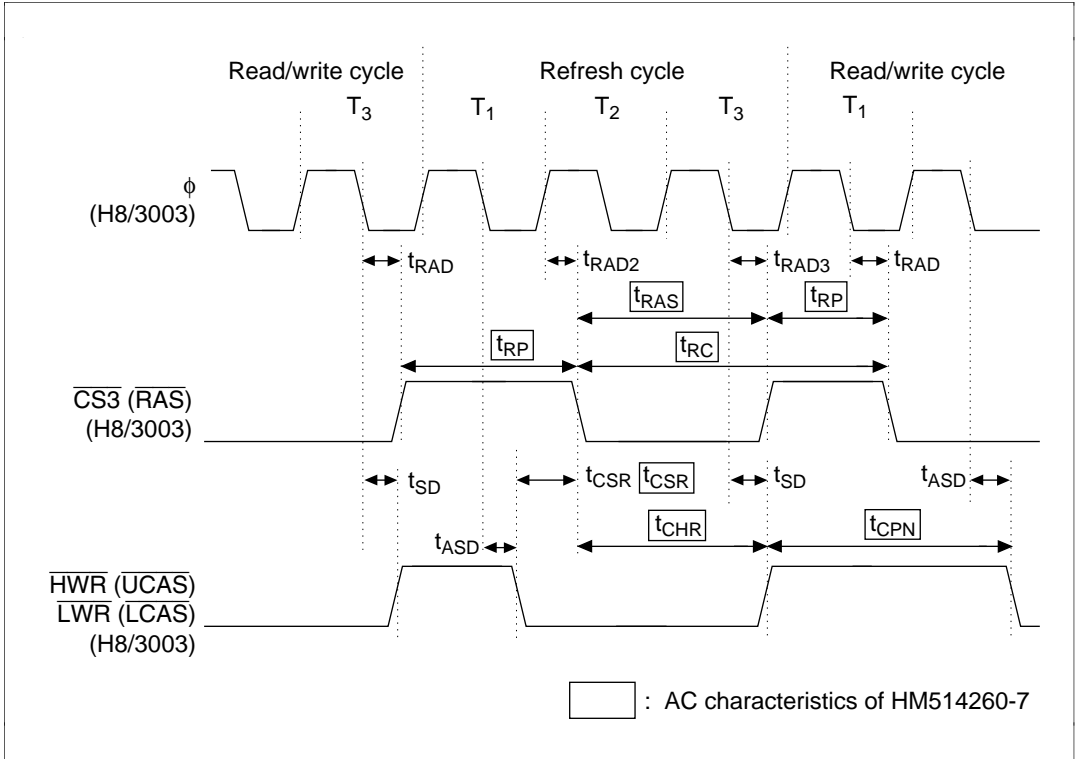 Read/write cycle Refresh cycle Read/write cycle
T3 T1 T2 T3 T1
ϕ
(H8/3003)
tRAD tRAD2 tRAD3 tRAD
tRAS tRP
tRP tRC
CS3 (RAS)
(H8/3003)
tSD tCSR tCSR tSD tASD
tASD tCHR tCPN
HWR (UCAS)
LWR (LCAS)
(H8/3003)
: AC characteristics of HM514260-7